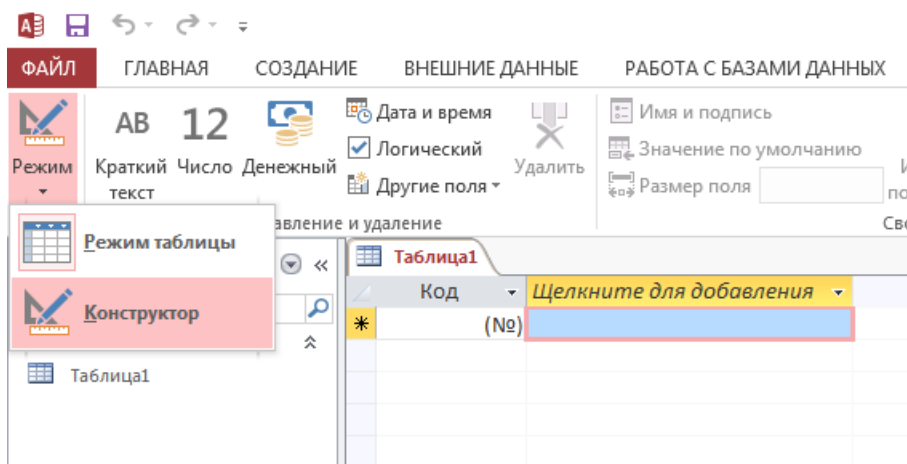 ФАЙЛ ГЛАВНАЯ СОЗДАНИЕ ВНЕШНИЕ ДАННЫЕ РАБОТА С БАЗАМИ ДАННЫХ
Режим
AB
Краткий текст
12
Число
Денежный
Дата и время
Логический
Другие поля
Удалить
Имя и подпись
Значение по умолчанию
Размер поля
авление и удаление
Режим таблицы
Конструктор
Таблица1
Таблица1
Код Щелкните для добавления
(№)